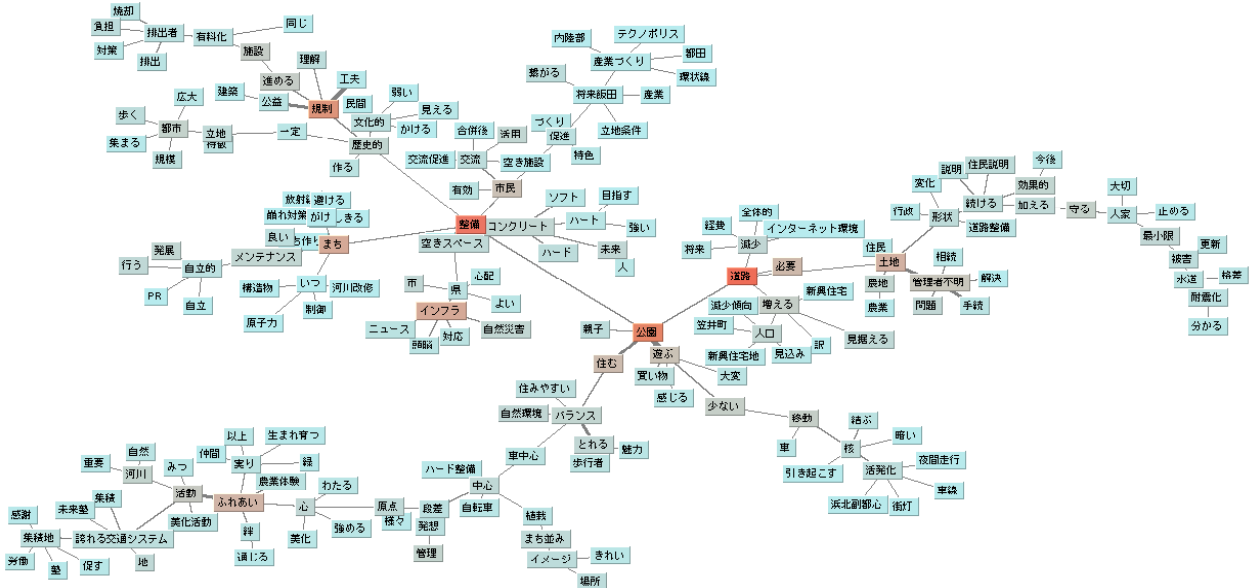 焼却
負担
排出者
有料化
同じ
対策
排出
施設
理解
進める
工夫
建築
公益
規制
民間
弱い
文化的
見える
かける
広大
歩く
都市
立地
一定
歴史的
集まる
規模
作る
内陸部
テクノポリス
繋がる
産業づくり
都田
環状線
将来飯田
産業
づくり
立地条件
合併後
活用
促進
交流促進
交流
空き施設
特色
有効
市民
避ける
崩れ対策
がけ
しきる
良い
まち
整備
コンクリート
ソフト
目指す
ハート
強い
空きスペース
ハード
未来
人
発展
メンテナンス
行う
自立的
PR
自立
構造物
いつ
河川改修
原子力
制御
市
県
心配
インフラ
よい
ニュース
対応
自然災害
頭脳
経費
全体的
インターネット環境
将来
減少
道路
必要
住民
土地
農地
農業
相続
管理者不明
解決
問題
手続
変化
説明
住民説明
今後
効果的
行政
形状
続ける
加える
道路整備
守る
大切
人家
止める
最小限
被害
更新
水道
格差
耐震化
分かる
減少傾向
増える
新興住宅
笠井町
人口
訳
見据える
新興住宅地
見込み
親子
公園
住む
遊ぶ
買い物
大変
感じる
少ない
移動
結ぶ
車
核
暗い
引き起こす
活発化
夜間走行
車線
浜北副都心
街灯
住みやすい
自然環境
バランス
とれる
魅力
歩行者
車中心
ハード整備
中心
自転車
段差
原点
様々
発想
管理
植栽
まち並み
イメージ
きれい
場所
以上
生まれ育つ
仲間
実り
緑
農業体験
みつ
活動
ふれあい
心
わたる
強める
美化
美化活動
絆
通じる
自然
重要
河川
集積
未来塾
感謝
集積地
誇れる交通システム
労働
塾
促す
地